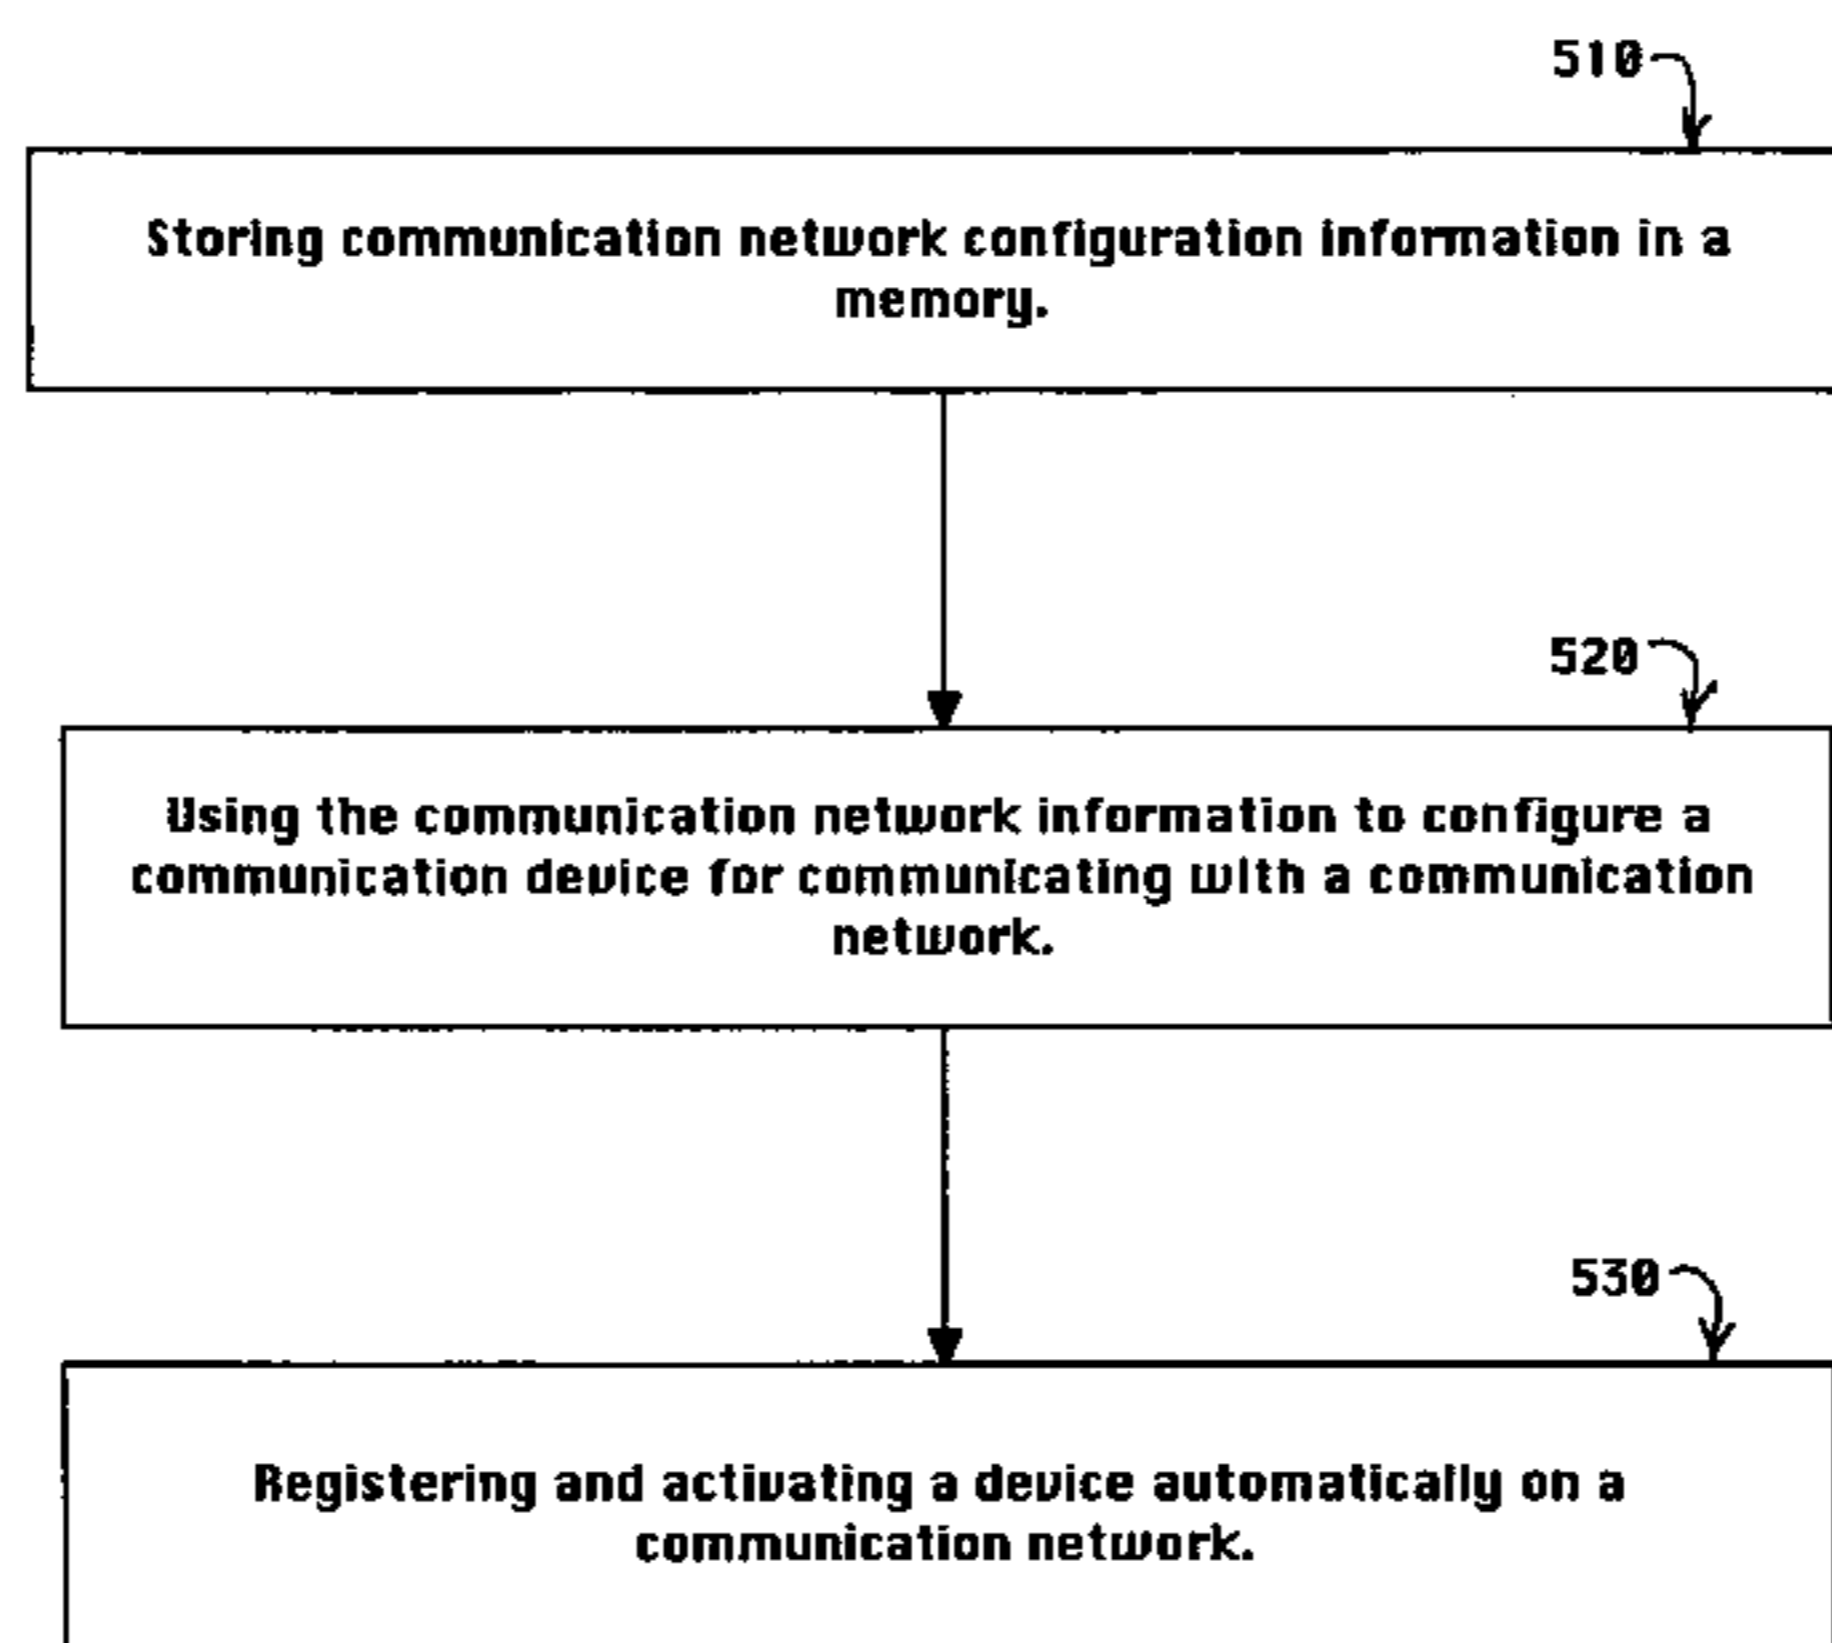 510
Storing communication network configuration information in a
memory.
520
Using the communication network information to configure a
communication device for communicating with a communication
network.
530
Registering and activating a device automatically on a
communication network.